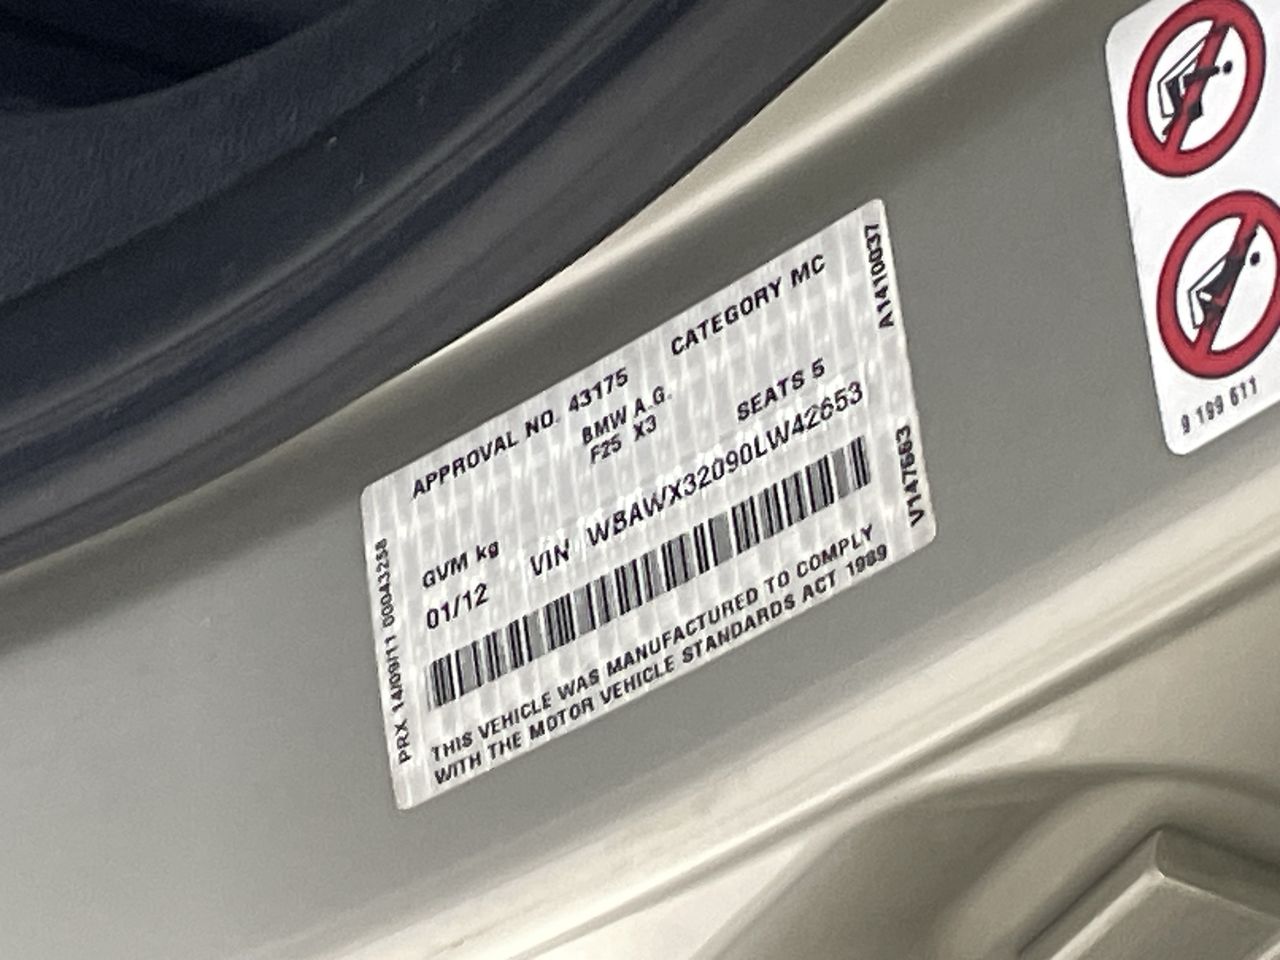 APPROVAL NO. 43175 CATEGORY MC
BMW A.G.
F25 X3
SEATS 5
GVM kg
01/12 VIN WBAWX32090LW42653
THIS VEHICLE WAS MANUFACTURED TO COMPLY
WITH THE MOTOR VEHICLE STANDARDS ACT 1989
PRX 14/09/11 00043258
A1410037
V147663
9 199 611